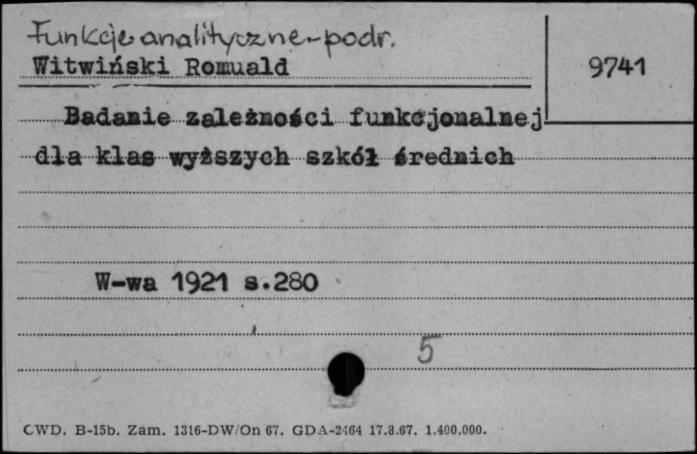 Funkcje analityczne - podr.
Witwiński Romuald
9741
Badanie zależności funkcjonalnej
dla klas wyższych szkół średnich
W-wa 1921 s.280
5
CWD. B-15b. Zam. 1316-DW/On 67. GDA-2464 17.8.67. 1.400.000.